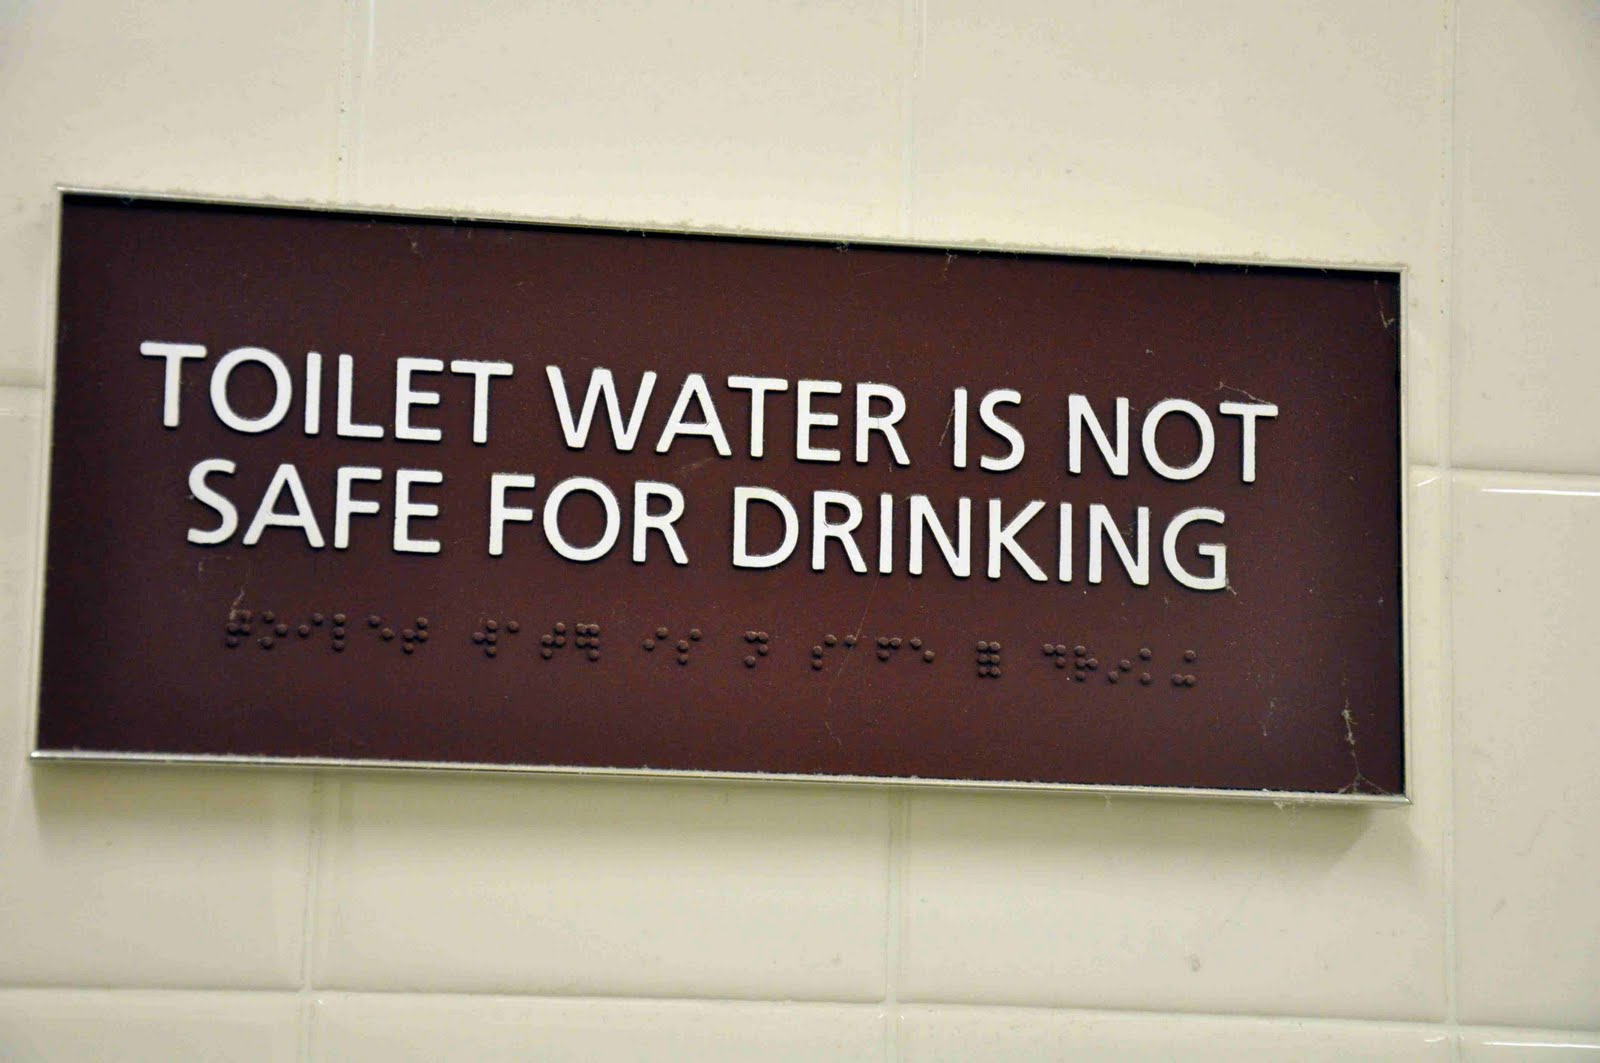 TOILET WATER IS NOT
SAFE FOR DRINKING